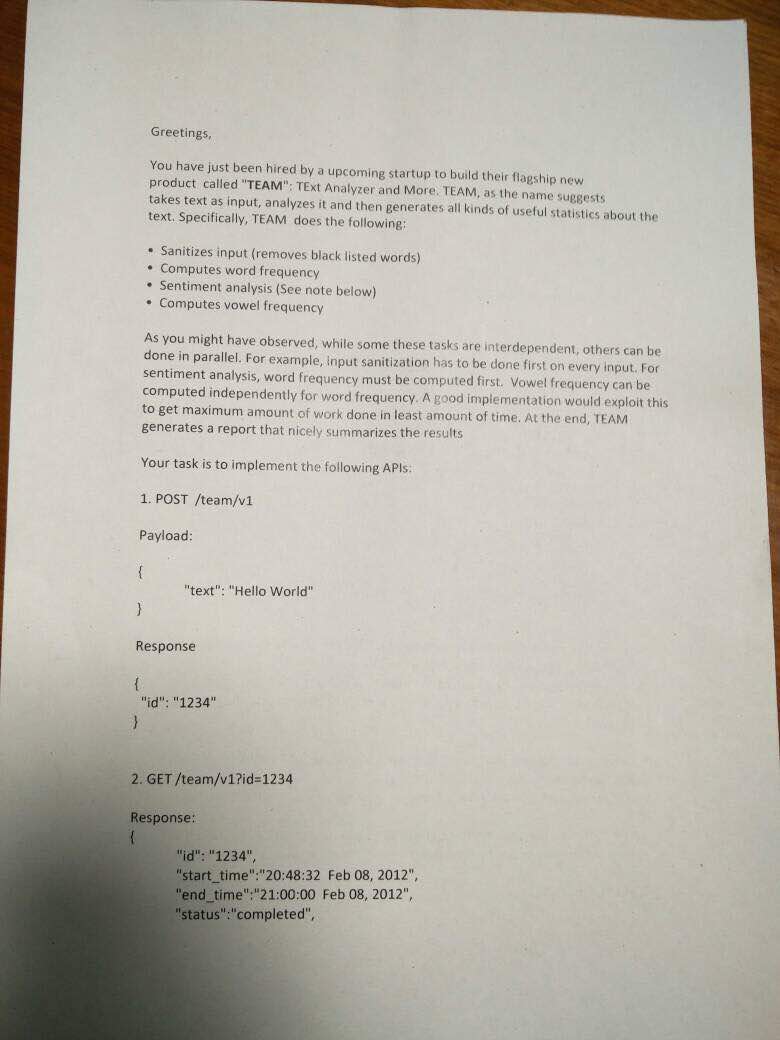 Greetings,
You have just been hired by a upcoming startup to build their flagship new
product called "TEAM": TExt Analyzer and More. TEAM, as the name suggests
takes text as input, analyzes it and then generates all kinds of useful statistics about the
text. Specifically, TEAM does the following:
• Sanitizes input (removes black listed words)
• Computes word frequency
• Sentiment analysis (See note below)
• Computes vowel frequency
As you might have observed, while some these tasks are interdependent, others can be
done in parallel. For example, input sanitization has to be done first on every input. For
sentiment analysis, word frequency must be computed first. Vowel frequency can be
computed independently for word frequency. A good implementation would exploit this
to get maximum amount of work done in least amount of time. At the end, TEAM
generates a report that nicely summarizes the results
Your task is to implement the following APIs:
1. POST /team/v1
Payload:
{
"text": "Hello World"
}
Response
{
"id": "1234"
}
2. GET /team/v1?id=1234
Response:
{
"id": "1234",
"start_time":"20:48:32 Feb 08, 2012",
"end_time":"21:00:00 Feb 08, 2012",
"status":"completed",